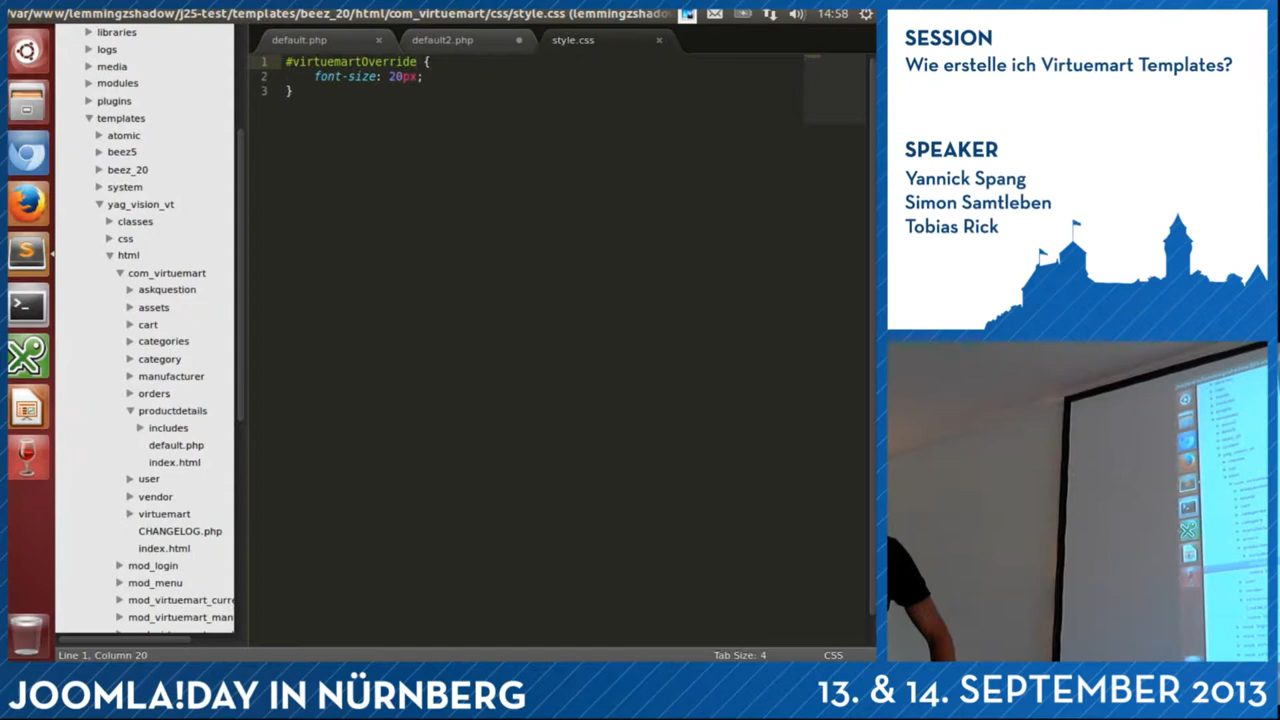 var/www/lemmingzshadow/j25-test/templates/beez_20/html/com_virtuemart/css/style.css (lemmingzshado
14:58
libraries
logs
media
modules
plugins
templates
atomic
beez5
beez_20
system
yag_vision_vt
classes
css
html
com_virtuemart
askquestion
assets
cart
categories
category
manufacturer
orders
productdetails
includes
default.php
index.html
user
vendor
virtuemart
CHANGELOG.php
index.html
mod_login
mod_menu
mod_virtuemart_curre
mod_virtuemart_man
default.php
default2.php
style.css
1 #virtuemartOverride {
2 font-size: 20px;
3 }
Line 1, Column 20
Tab Size: 4
CSS
SESSION
Wie erstelle ich Virtuemart Templates?
SPEAKER
Yannick Spang
Simon Samtleben
Tobias Rick
JOOMLA!DAY IN NÜRNBERG
13. & 14. SEPTEMBER 2013